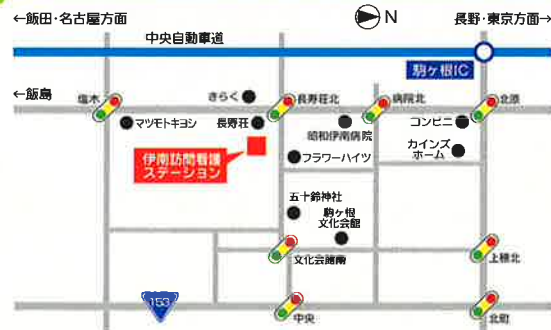 ←飯田・名古屋方面
N
長野・東京方面→
中央自動車道
駒ヶ根IC
←飯島
塩木
きらく
長寿荘北
病院北
北原
マツモトキヨシ
長寿荘
昭和伊南病院
コンビニ
カインズ
ホーム
伊南訪問看護
ステーション
フラワーハイツ
五十鈴神社
駒ヶ根
文化会館
文化会館南
上穂北
153
中央
北町